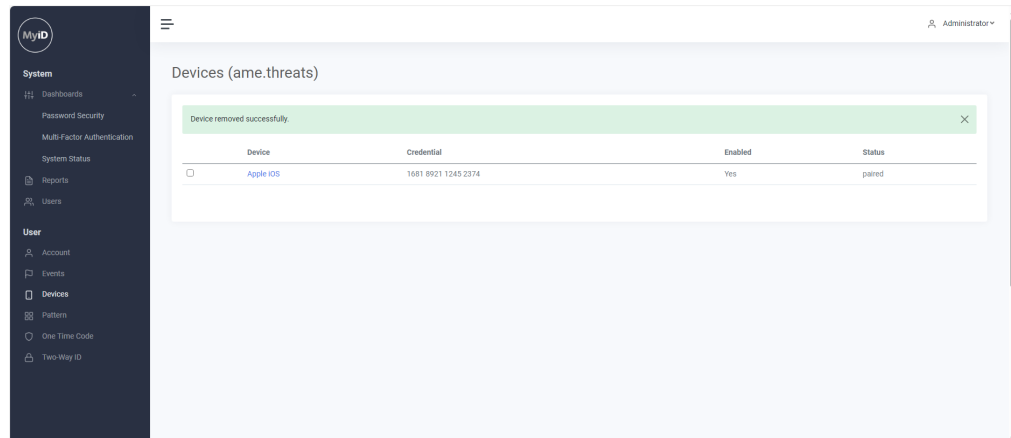 MyiD
Administrator
System
Dashboards
Password Security
Multi-Factor Authentication
System Status
Reports
Users
User
Account
Events
Devices
Pattern
One Time Code
Two-Way ID
Devices (ame.threats)
Device removed successfully.
Device Credential Enabled Status
Apple iOS 1681 8921 1245 2374 Yes paired